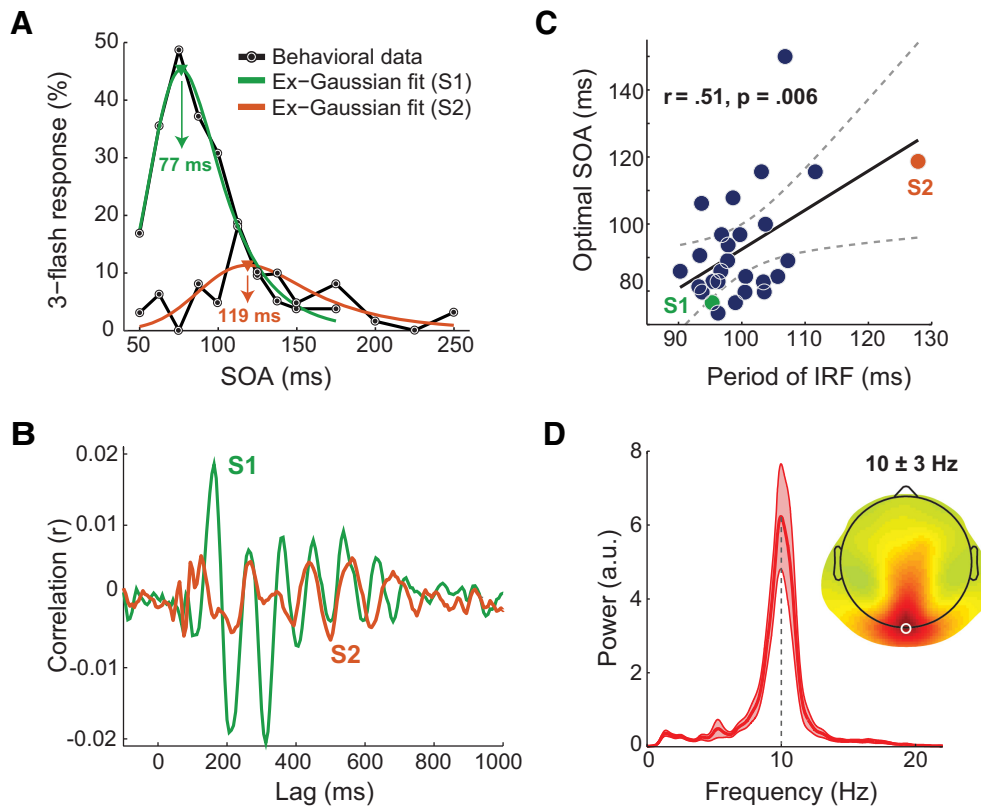 A
50
40
30
20
10
0
3-flash response (%)
Behavioral data
Ex-Gaussian fit (S1)
Ex-Gaussian fit (S2)
77 ms
119 ms
50 100 150 200 250
SOA (ms)
C
140
120
100
80
Optimal SOA (ms)
r = .51, p = .006
S2
S1
90 100 110 120 130
Period of IRF (ms)
B
0.02
0.01
0
-0.01
-0.02
Correlation (r)
S1
S2
0 200 400 600 800 1000
Lag (ms)
D
8
6
4
2
0
Power (a.u.)
10 ± 3 Hz
0 10 20
Frequency (Hz)